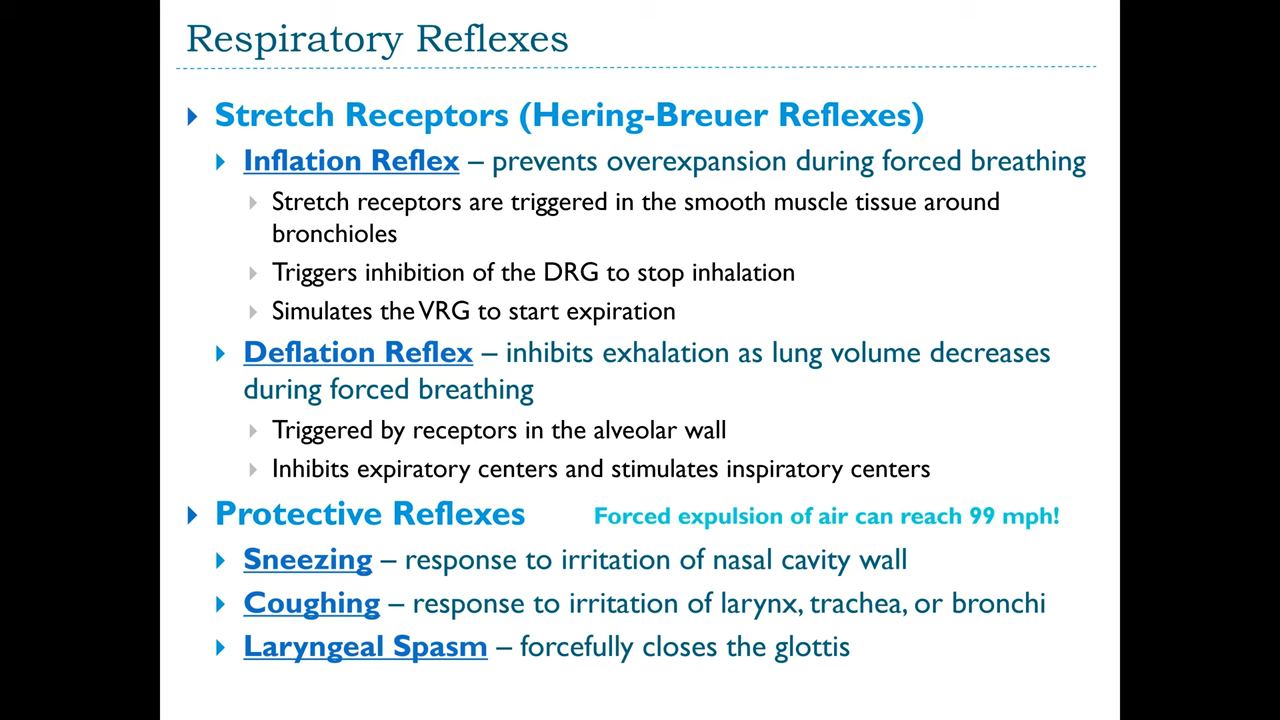 Respiratory Reflexes
Stretch Receptors (Hering-Breuer Reflexes)
Inflation Reflex – prevents overexpansion during forced breathing
Stretch receptors are triggered in the smooth muscle tissue around
bronchioles
Triggers inhibition of the DRG to stop inhalation
Simulates the VRG to start expiration
Deflation Reflex – inhibits exhalation as lung volume decreases
during forced breathing
Triggered by receptors in the alveolar wall
Inhibits expiratory centers and stimulates inspiratory centers
Protective Reflexes
Forced expulsion of air can reach 99 mph!
Sneezing – response to irritation of nasal cavity wall
Coughing – response to irritation of larynx, trachea, or bronchi
Laryngeal Spasm – forcefully closes the glottis